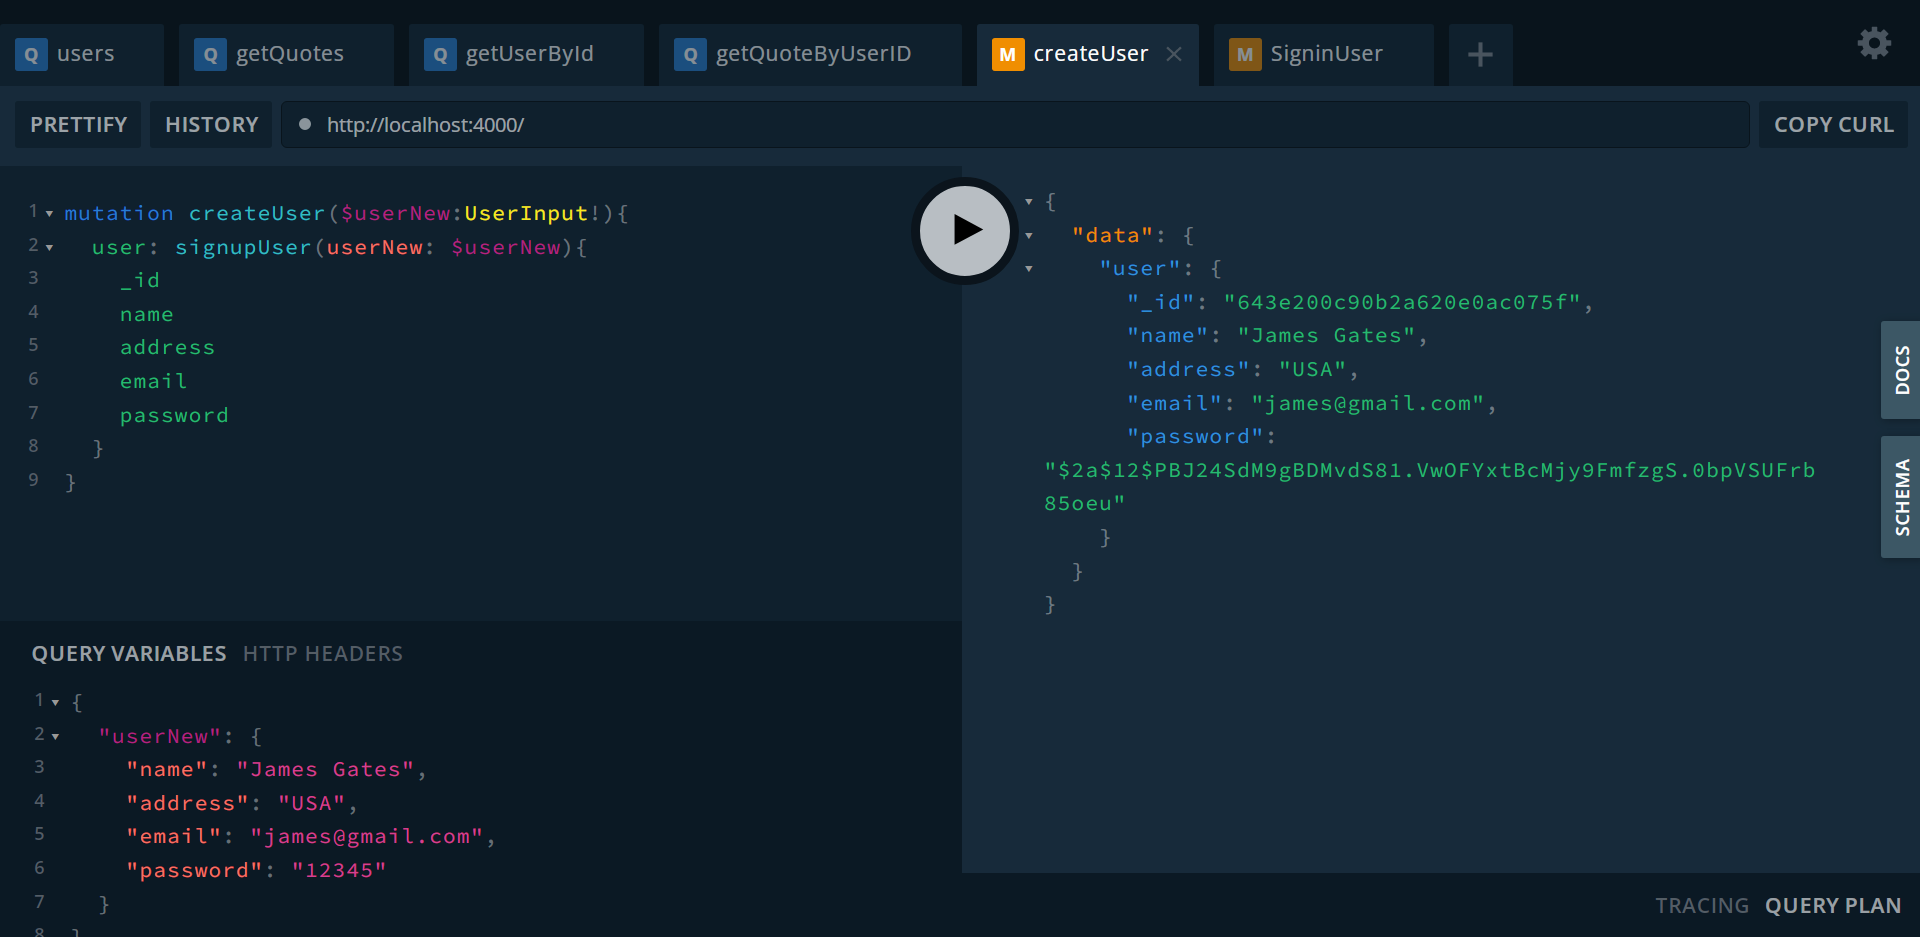 Q users
Q getQuotes
Q getUserById
Q getQuoteByUserID
M createUser
M SigninUser
PRETTIFY
HISTORY
http://localhost:4000/
COPY CURL
1 mutation createUser($userNew:UserInput!){
2 user: signupUser(userNew: $userNew){
3 _id
4 name
5 address
6 email
7 password
8 }
9 }
{
"data": {
"user": {
"_id": "643e200c90b2a620e0ac075f",
"name": "James Gates",
"address": "USA",
"email": "james@gmail.com",
"password":
"$2a$12$PBJ24SdM9gBDMvdS81.VwOFYxtBcMjy9FmfzgS.0bpVSUFrb
85oeu"
}
}
}
DOCS
SCHEMA
QUERY VARIABLES HTTP HEADERS
1 {
2 "userNew": {
3 "name": "James Gates",
4 "address": "USA",
5 "email": "james@gmail.com",
6 "password": "12345"
7 }
8 }
TRACING QUERY PLAN